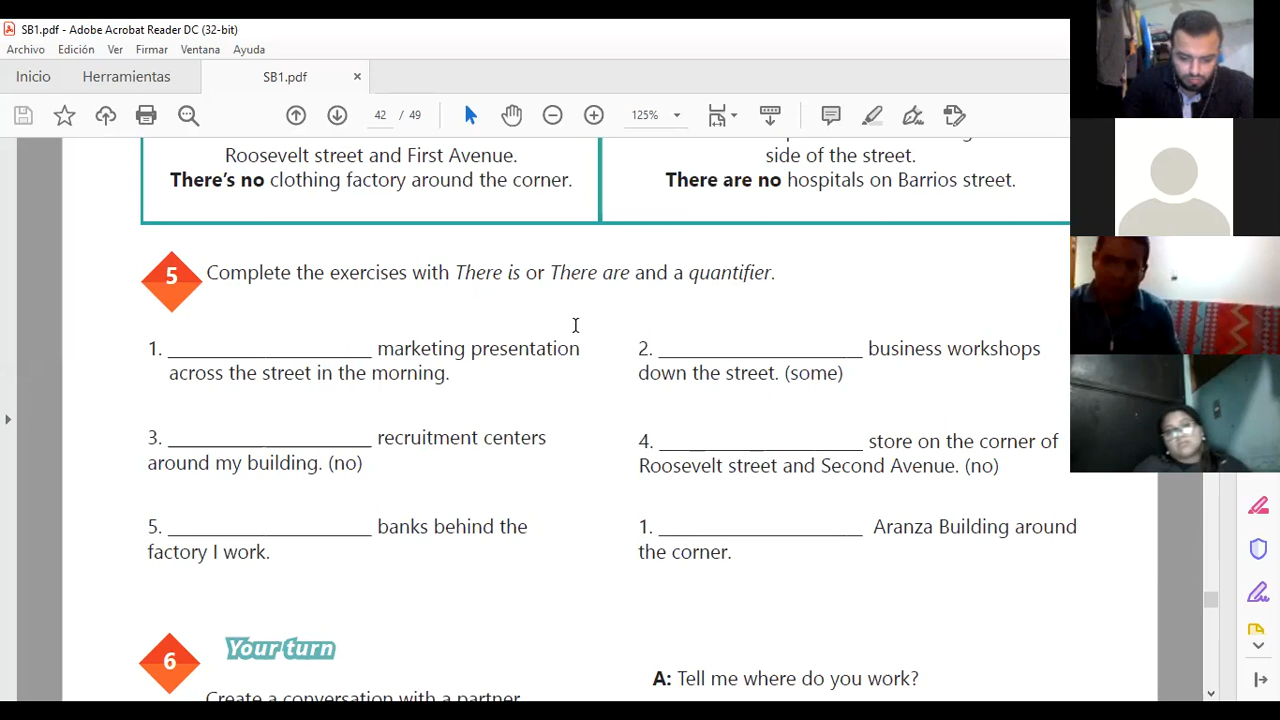 SB1.pdf - Adobe Acrobat Reader DC (32-bit)
Archivo Edición Ver Firmar Ventana Ayuda
Inicio Herramientas SB1.pdf ×
42 / 49 125%
Roosevelt street and First Avenue.
There's no clothing factory around the corner.
side of the street.
There are no hospitals on Barrios street.
5 Complete the exercises with There is or There are and a quantifier.
1. ____________________ marketing presentation
across the street in the morning.
2. ____________________ business workshops
down the street. (some)
3. ____________________ recruitment centers
around my building. (no)
4. ____________________ store on the corner of
Roosevelt street and Second Avenue. (no)
5. ____________________ banks behind the
factory I work.
1. ____________________ Aranza Building around
the corner.
6 Your turn
Create a conversation with a partner
A: Tell me where do you work?